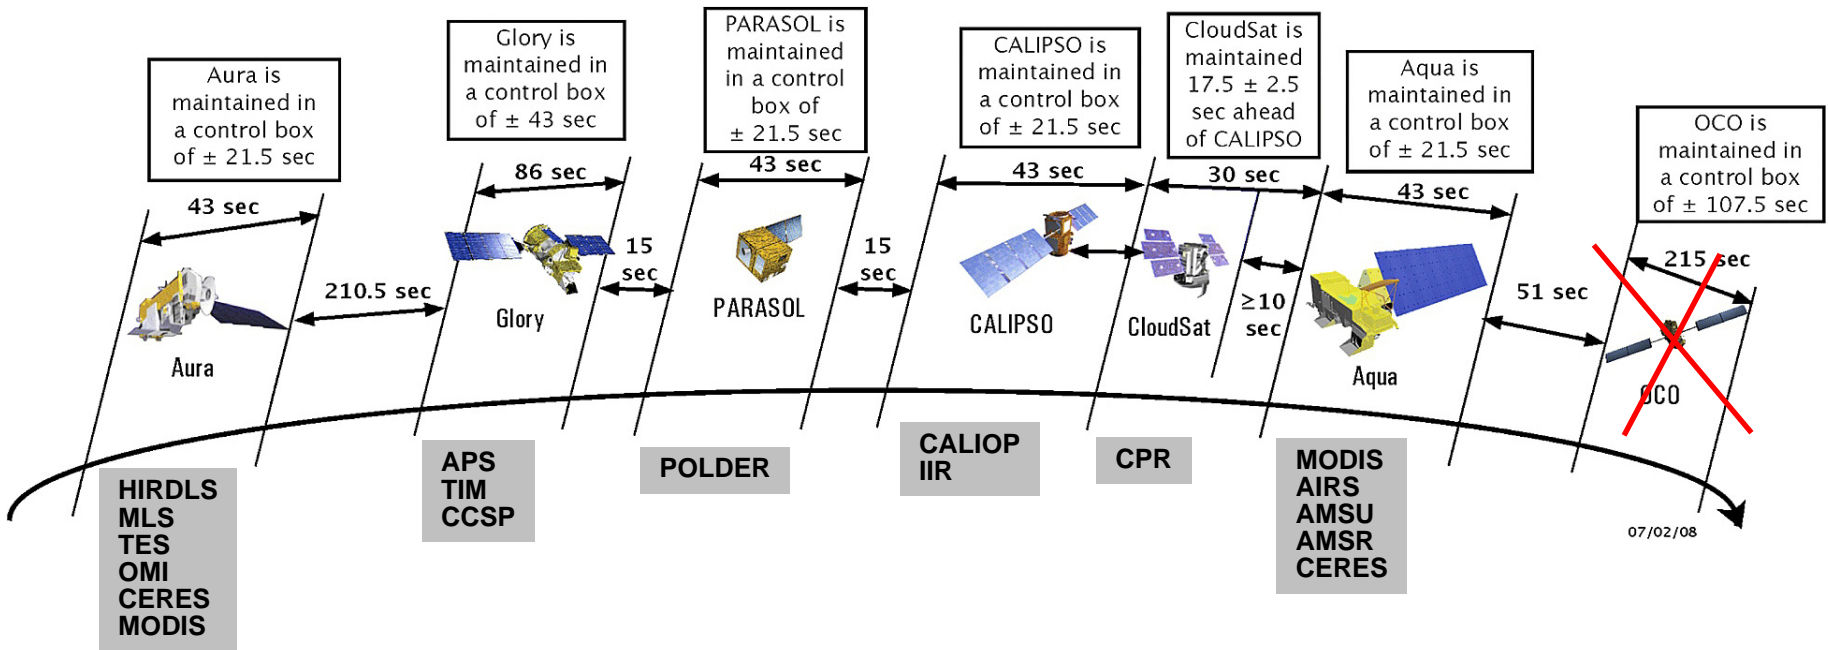 Aura is
maintained in
a control box
of ± 21.5 sec
Glory is
maintained in
a control box
of ± 43 sec
PARASOL is
maintained
in a control
box of
± 21.5 sec
CALIPSO is
maintained in
a control box
of ± 21.5 sec
CloudSat is
maintained
17.5 ± 2.5
sec ahead
of CALIPSO
Aqua is
maintained in
a control box
of ± 21.5 sec
OCO is
maintained in
a control box
of ± 107.5 sec
43 sec
86 sec
43 sec
43 sec
30 sec
43 sec
215 sec
210.5 sec
15
sec
15
sec
≥10
sec
51 sec
Aura
Glory
PARASOL
CALIPSO
CloudSat
Aqua
OCO
HIRDLS
MLS
TES
OMI
CERES
MODIS
APS
TIM
CCSP
POLDER
CALIOP
IIR
CPR
MODIS
AIRS
AMSU
AMSR
CERES
07/02/08